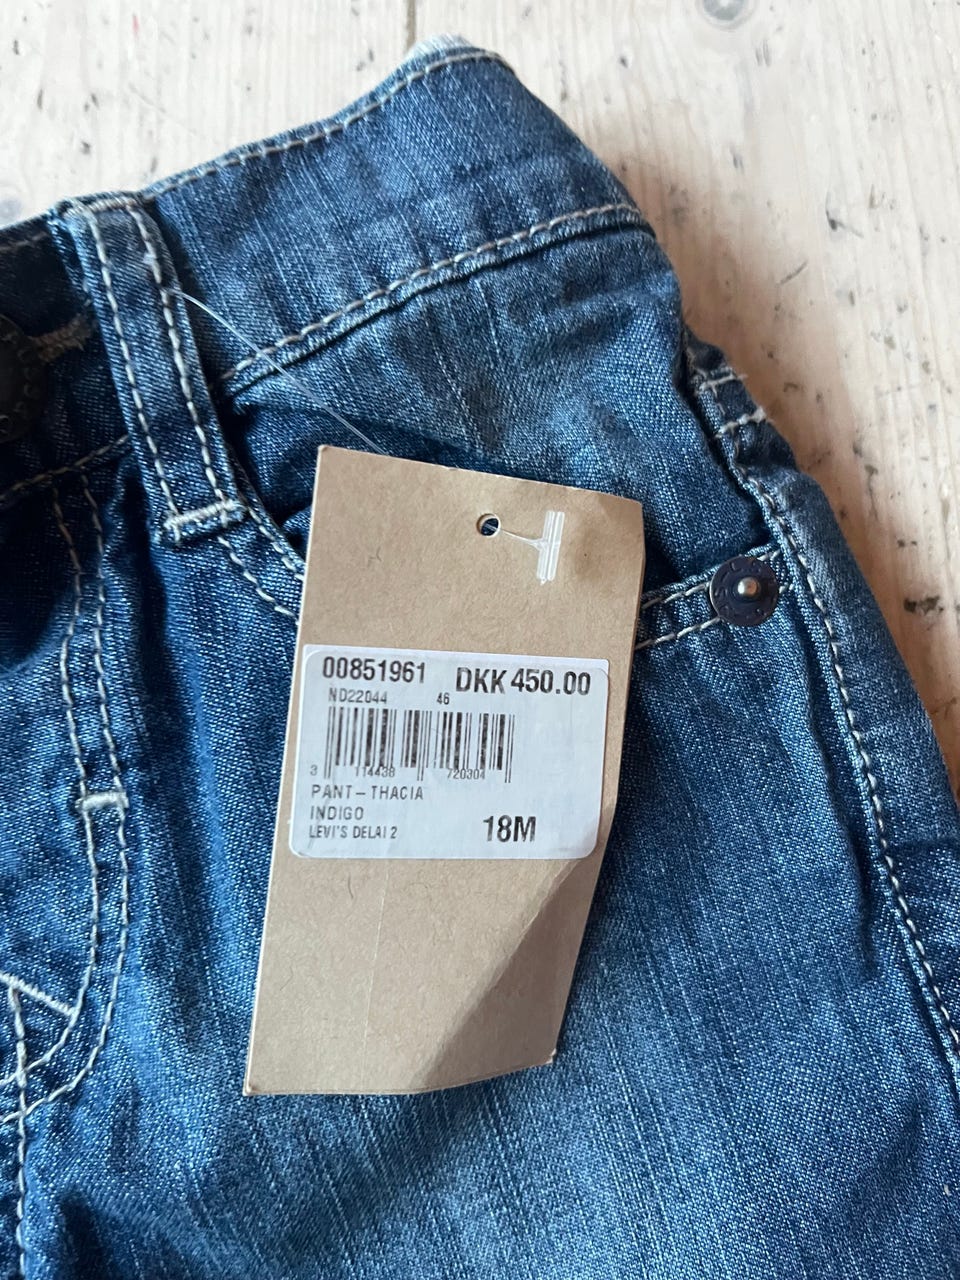 00851961 DKK 450.00
ND22044 46
3 114438 720304
PANT-THACIA
INDIGO
LEVI'S DELAI 2
18M